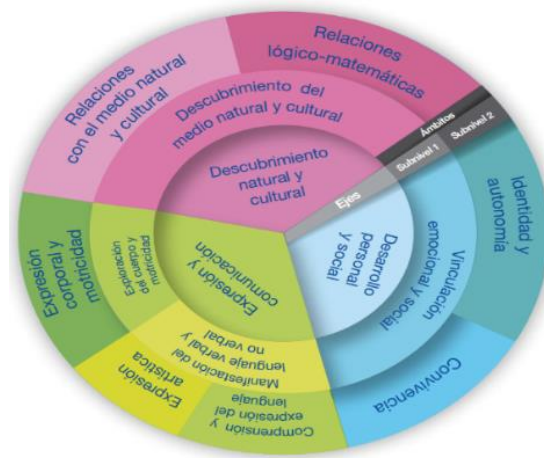 Relaciones
lógico-matemáticas
Relaciones
con el medio natural
y cultural
Descubrimiento del
medio natural y cultural
Descubrimiento
natural y
cultural
Ámbitos
Subnivel 1
Subnivel 2
Ejes
Identidad y
autonomía
Vinculación
emocional y social
Desarrollo
personal
y social
Convivencia
Expresión y
comunicación
Exploración
del cuerpo y
motricidad
Expresión
corporal y
motricidad
Manifestación del
lenguaje verbal y
no verbal
Expresión
artística
Comprensión y
expresión del
lenguaje